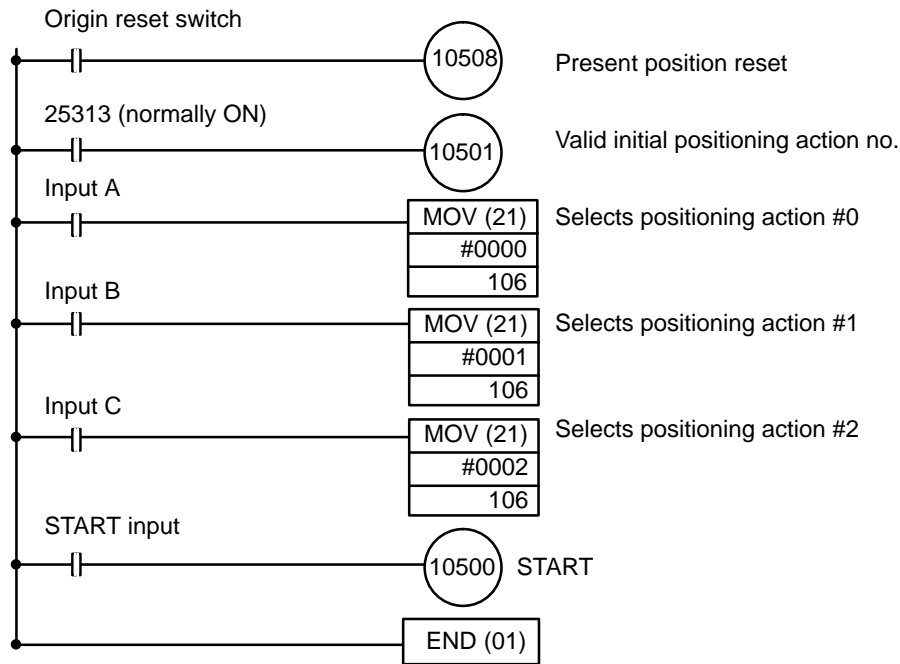 Origin reset switch
10508
Present position reset
25313 (normally ON)
10501
Valid initial positioning action no.
Input A
MOV (21)
Selects positioning action #0
#0000
106
Input B
MOV (21)
Selects positioning action #1
#0001
106
Input C
MOV (21)
Selects positioning action #2
#0002
106
START input
10500
START
END (01)